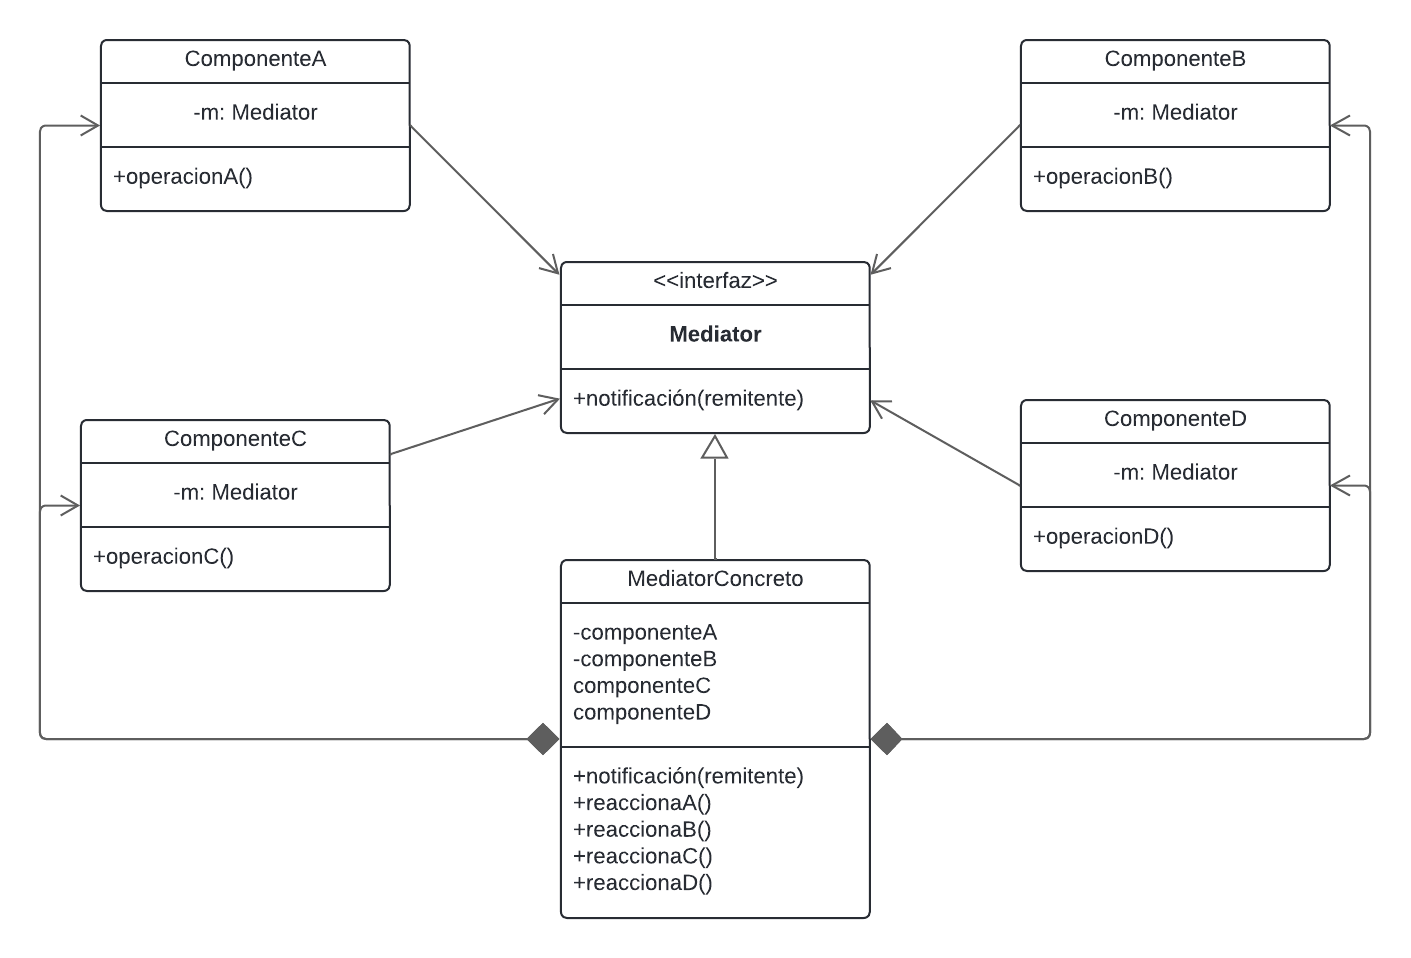 ComponenteA
-m: Mediator
+operacionA()
ComponenteB
-m: Mediator
+operacionB()
<<interfaz>>
Mediator
+notificación(remitente)
ComponenteC
-m: Mediator
+operacionC()
ComponenteD
-m: Mediator
+operacionD()
MediatorConcreto
-componenteA
-componenteB
componenteC
componenteD
+notificación(remitente)
+reaccionaA()
+reaccionaB()
+reaccionaC()
+reaccionaD()